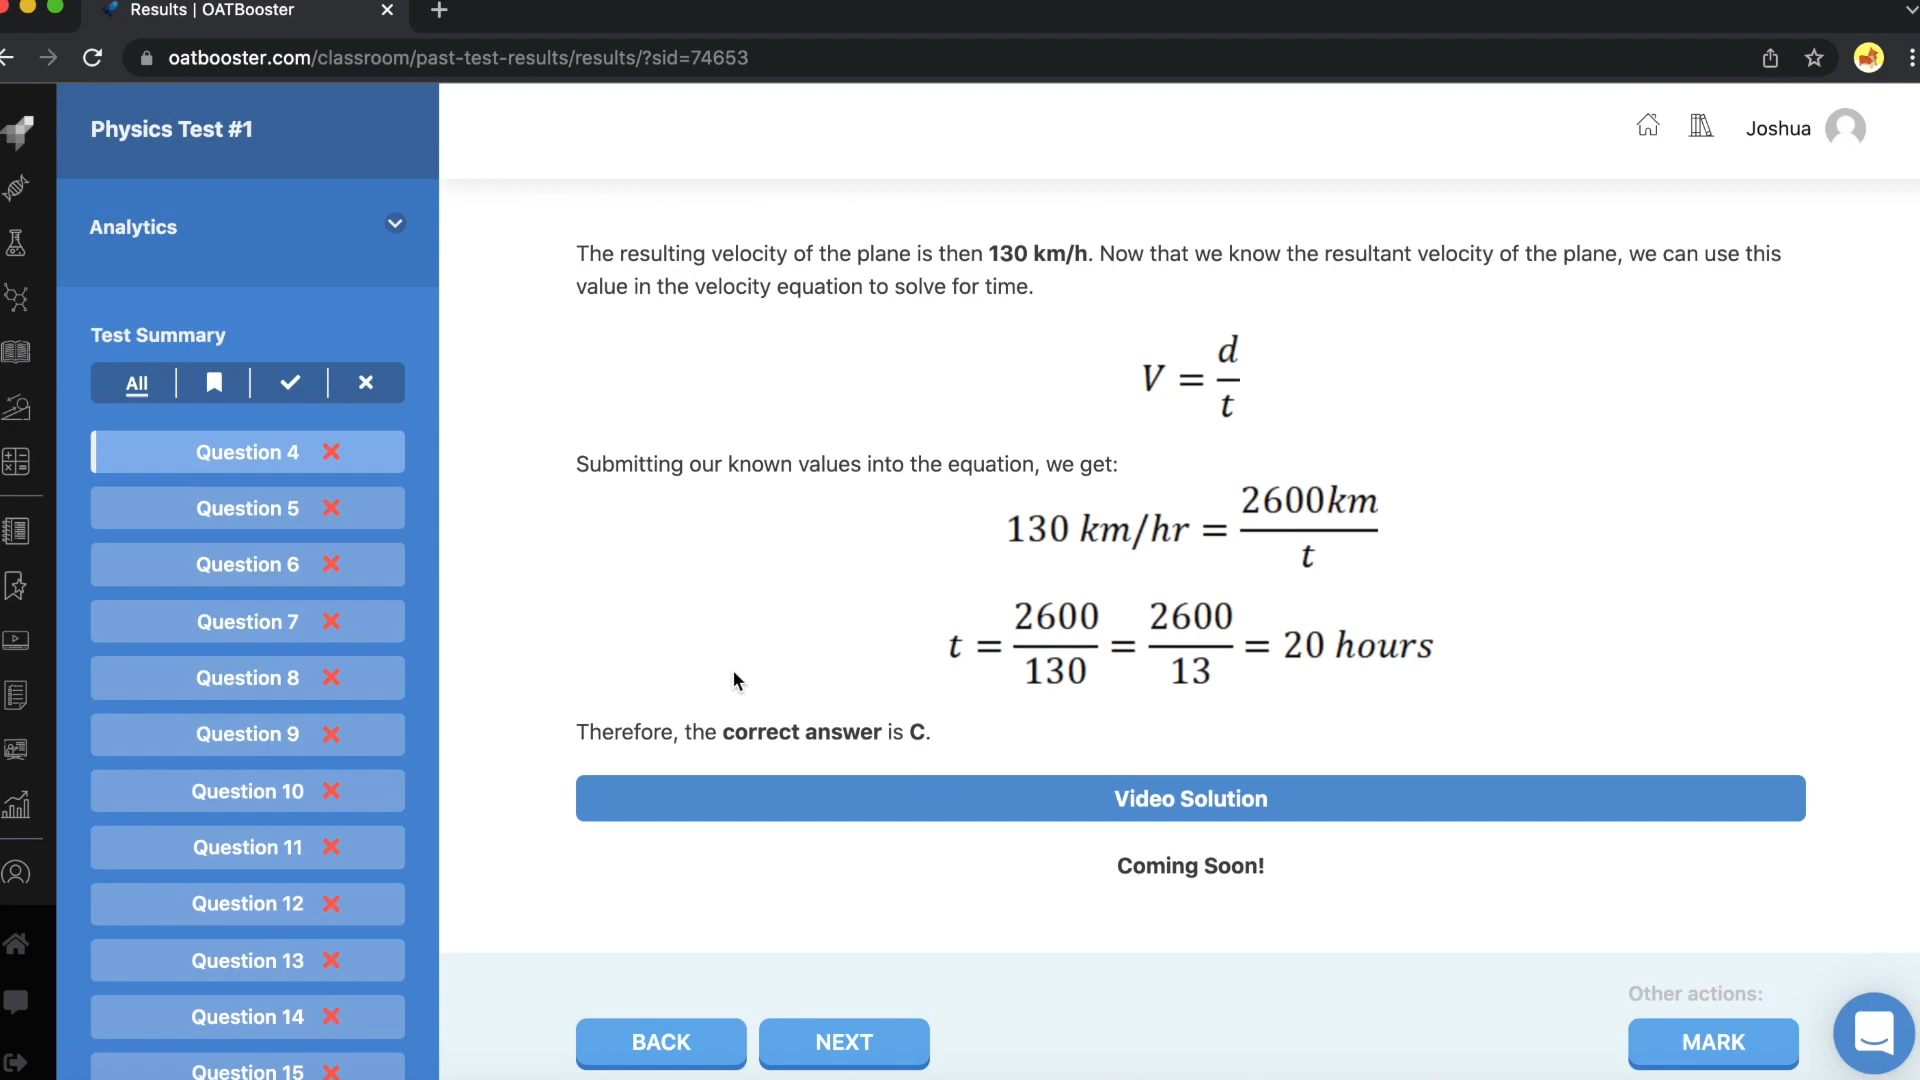 Results | OATBooster
oatbooster.com/classroom/past-test-results/results/?sid=74653
Physics Test #1
Joshua
Analytics
Test Summary
All
Question 4
Question 5
Question 6
Question 7
Question 8
Question 9
Question 10
Question 11
Question 12
Question 13
Question 14
Question 15
The resulting velocity of the plane is then 130 km/h. Now that we know the resultant velocity of the plane, we can use this
value in the velocity equation to solve for time.
V = d/t
Submitting our known values into the equation, we get:
130 km/hr = 2600km/t
t = 2600/130 = 2600/13 = 20 hours
Therefore, the correct answer is C.
Video Solution
Coming Soon!
Other actions:
BACK NEXT MARK